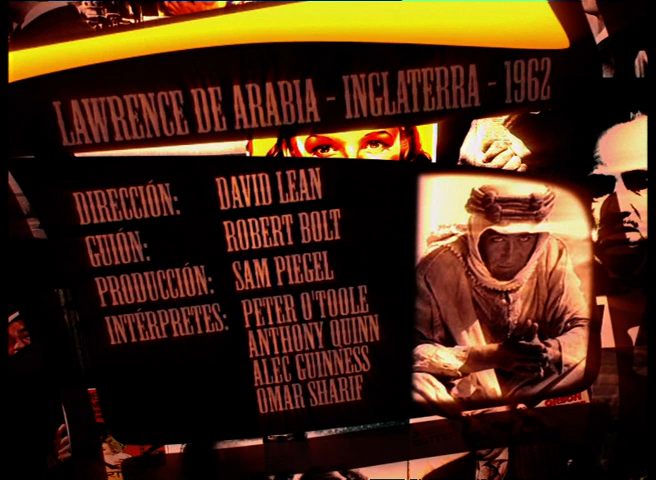 LAWRENCE DE ARABIA - INGLATERRA - 1962
DIRECCIÓN: DAVID LEAN
GUIÓN: ROBERT BOLT
PRODUCCIÓN: SAM PIEGEL
INTÉRPRETES: PETER O'TOOLE
ANTHONY QUINN
ALEC GUINNESS
OMAR SHARIF